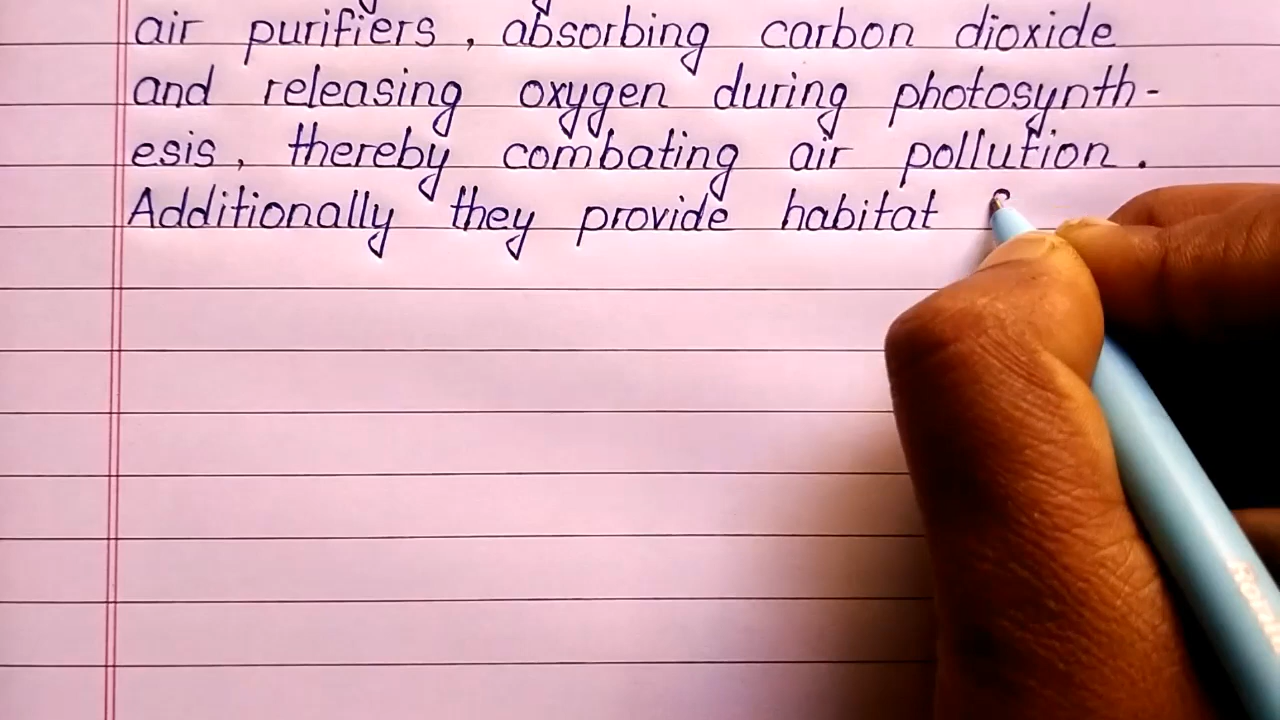 air purifiers , absorbing carbon dioxide
and releasing oxygen during photosynth-
esis, thereby combating air pollution.
Additionally they provide habitat